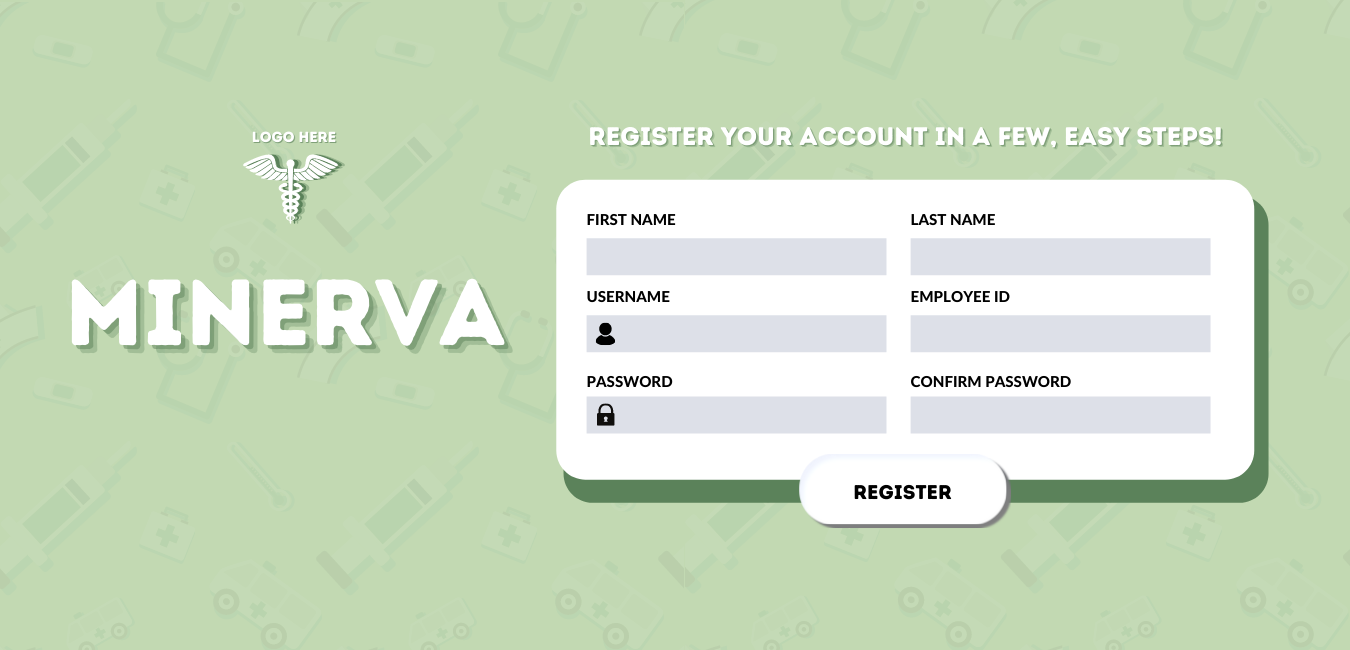 LOGO HERE
MINERVA
REGISTER YOUR ACCOUNT IN A FEW, EASY STEPS!
FIRST NAME
LAST NAME
USERNAME
EMPLOYEE ID
PASSWORD
CONFIRM PASSWORD
REGISTER